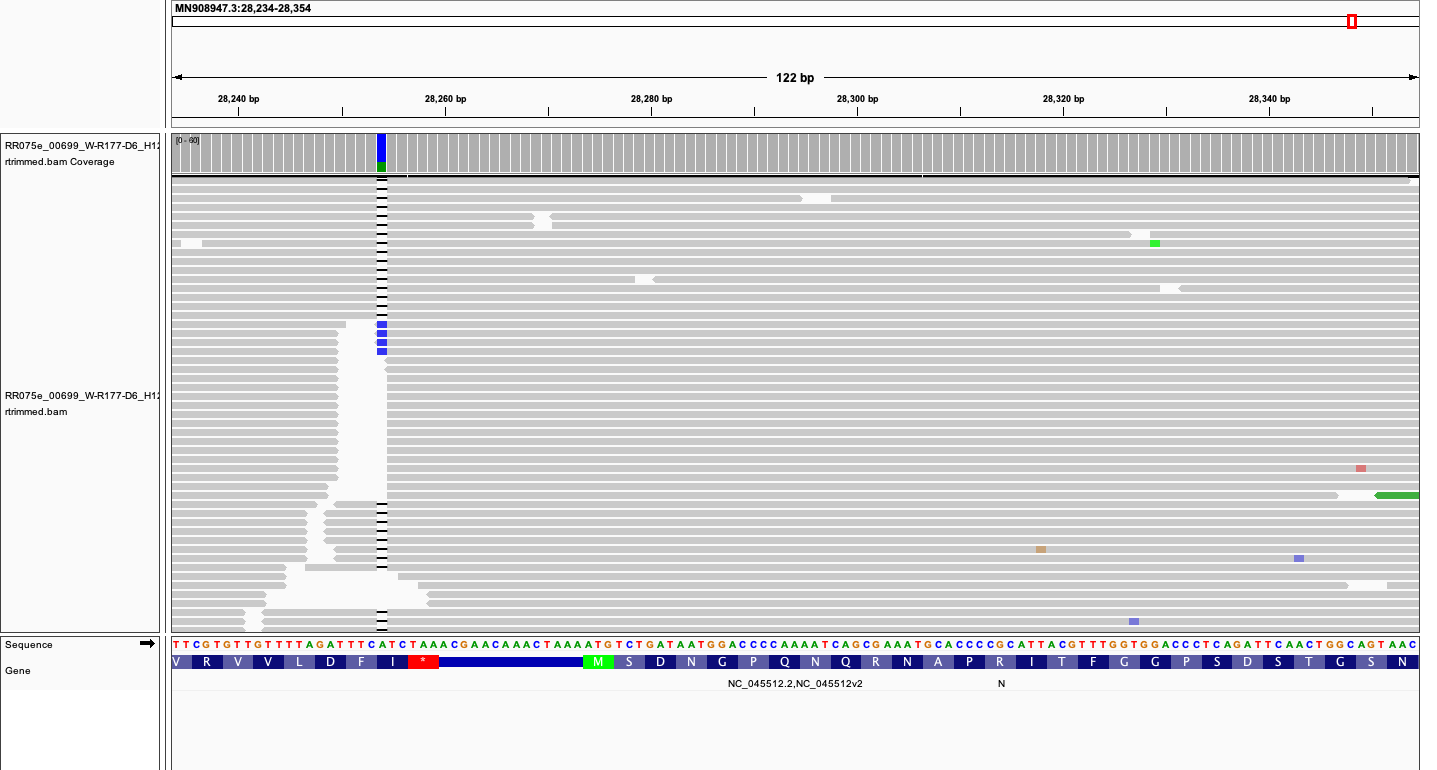 MN908947.3:28,234-28,354
122 bp
28,240 bp 28,260 bp 28,280 bp 28,300 bp 28,320 bp 28,340 bp
RR075e_00699_W-R177-D6_H12
rtrimmed.bam Coverage
[0 - 60]
RR075e_00699_W-R177-D6_H12
rtrimmed.bam
Sequence
T T C G T G T T G T T T T A G A T T T C A T C T A A A C G A A C A A A C T A A A A T G T C T G A T A A T G G A C C C C A A A A T C A G C G A A A T G C A C C C C G C A T T A C G T T T G G T G G A C C C T C A G A T T C A A C T G G C A G T A A C
Gene
V R V V L D F I * M S D N G P Q N Q R N A P R I T F G G P S D S T G S N
NC_045512.2,NC_045512v2 N